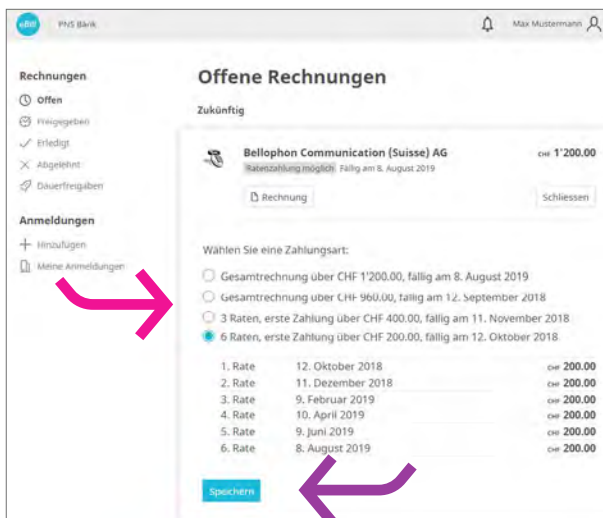 eBill PNS Bank Max Mustermann
Rechnungen
Offen
Freigegeben
Erledigt
Abgelehnt
Dauerfreigaben
Anmeldungen
Hinzufügen
Meine Anmeldungen
Offene Rechnungen
Zukünftig
Bellophon Communication (Suisse) AG CHF 1'200.00
Ratenzahlung möglich Fällig am 8. August 2019
Rechnung Schliessen
Wählen Sie eine Zahlungsart:
Gesamtrechnung über CHF 1'200.00, fällig am 8. August 2019
Gesamtrechnung über CHF 960.00, fällig am 12. September 2018
3 Raten, erste Zahlung über CHF 400.00, fällig am 11. November 2018
6 Raten, erste Zahlung über CHF 200.00, fällig am 12. Oktober 2018
1. Rate 12. Oktober 2018 CHF 200.00
2. Rate 11. Dezember 2018 CHF 200.00
3. Rate 9. Februar 2019 CHF 200.00
4. Rate 10. April 2019 CHF 200.00
5. Rate 9. Juni 2019 CHF 200.00
6. Rate 8. August 2019 CHF 200.00
Speichern